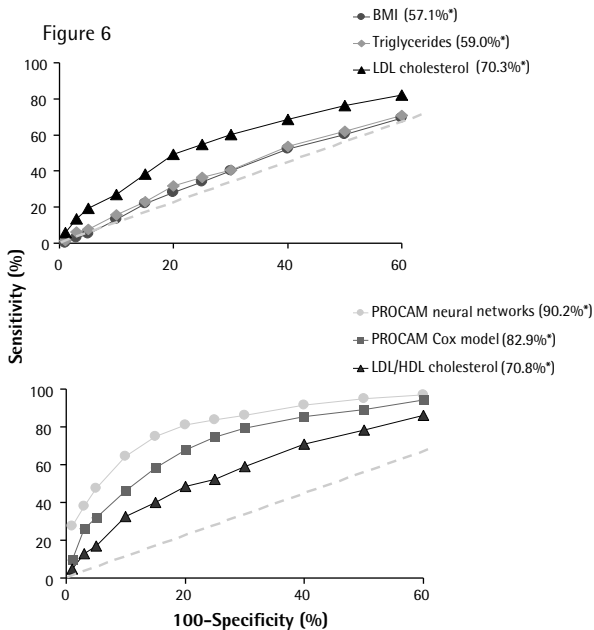 Figure 6
BMI (57.1%*)
Triglycerides (59.0%*)
LDL cholesterol (70.3%*)
100
80
60
40
20
0
0
20
40
60
Sensitivity (%)
PROCAM neural networks (90.2%*)
PROCAM Cox model (82.9%*)
LDL/HDL cholesterol (70.8%*)
100
80
60
40
20
0
0
20
40
60
100-Specificity (%)